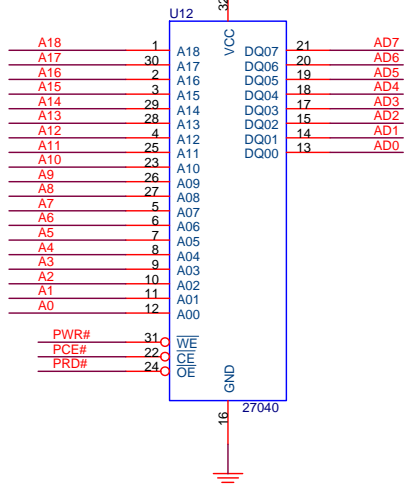 32
U12
VCC
A18 1 A18 DQ07 21 AD7
A17 30 A17 DQ06 20 AD6
A16 2 A16 DQ05 19 AD5
A15 3 A15 DQ04 18 AD4
A14 29 A14 DQ03 17 AD3
A13 28 A13 DQ02 15 AD2
A12 4 A12 DQ01 14 AD1
A11 25 A11 DQ00 13 AD0
A10 23 A10
A9 26 A09
A8 27 A08
A7 5 A07
A6 6 A06
A5 7 A05
A4 8 A04
A3 9 A03
A2 10 A02
A1 11 A01
A0 12 A00
PWR# 31 WE
PCE# 22 CE
PRD# 24 OE
GND
27040
16